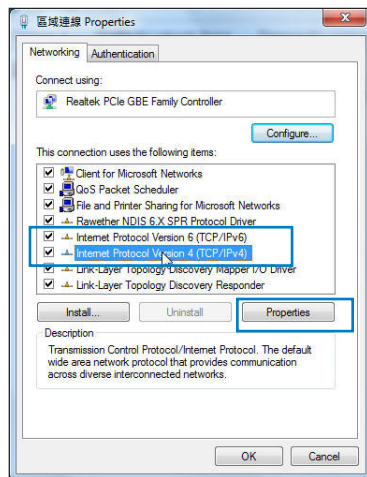 區域連線 Properties
Networking
Authentication
Connect using:
Realtek PCIe GBE Family Controller
Configure...
This connection uses the following items:
Client for Microsoft Networks
QoS Packet Scheduler
File and Printer Sharing for Microsoft Networks
Rawether NDIS 6.X SPR Protocol Driver
Internet Protocol Version 6 (TCP/IPv6)
Internet Protocol Version 4 (TCP/IPv4)
Link-Layer Topology Discovery Mapper I/O Driver
Link-Layer Topology Discovery Responder
Install...
Uninstall
Properties
Description
Transmission Control Protocol/Internet Protocol. The default
wide area network protocol that provides communication
across diverse interconnected networks.
OK
Cancel